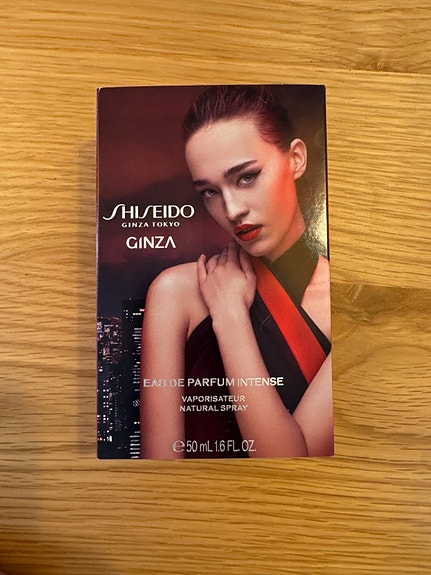 SHISEIDO
GINZA TOKYO
GINZA
EAU DE PARFUM INTENSE
VAPORISATEUR
NATURAL SPRAY
℮50 mL 1.6 FL. OZ.